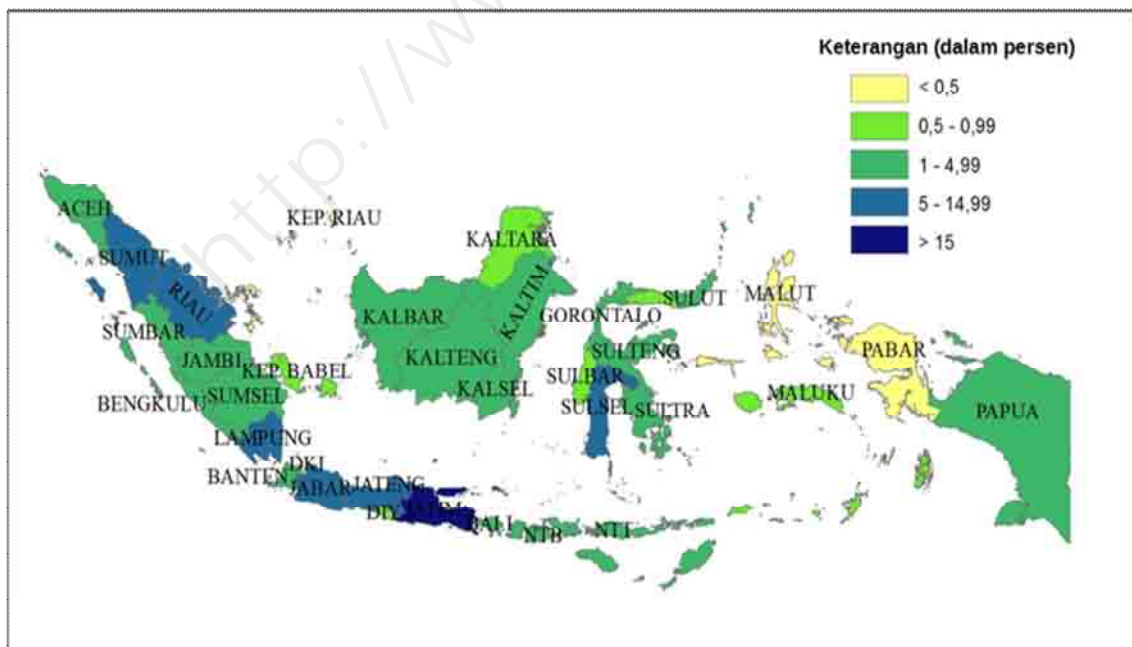 http://w
Keterangan (dalam persen)
< 0,5
0,5 - 0,99
1 - 4,99
5 - 14,99
> 15
ACEH
KEP. RIAU
KALTARA
SUMUT
RIAU
KALTIM
MALUT
SULUT
KALBAR
GORONTALO
SUMBAR
PABAR
JAMBI
KALTENG
SULTENG
KEP. BABEL
SULBAR
KALSEL
MALUKU
BENGKULU
SUMSEL
SULSEL
SULTRA
PAPUA
LAMPUNG
DKI
BANTEN
JABAR
JATENG
DIY
JATIM
BALI
NTB
NTT